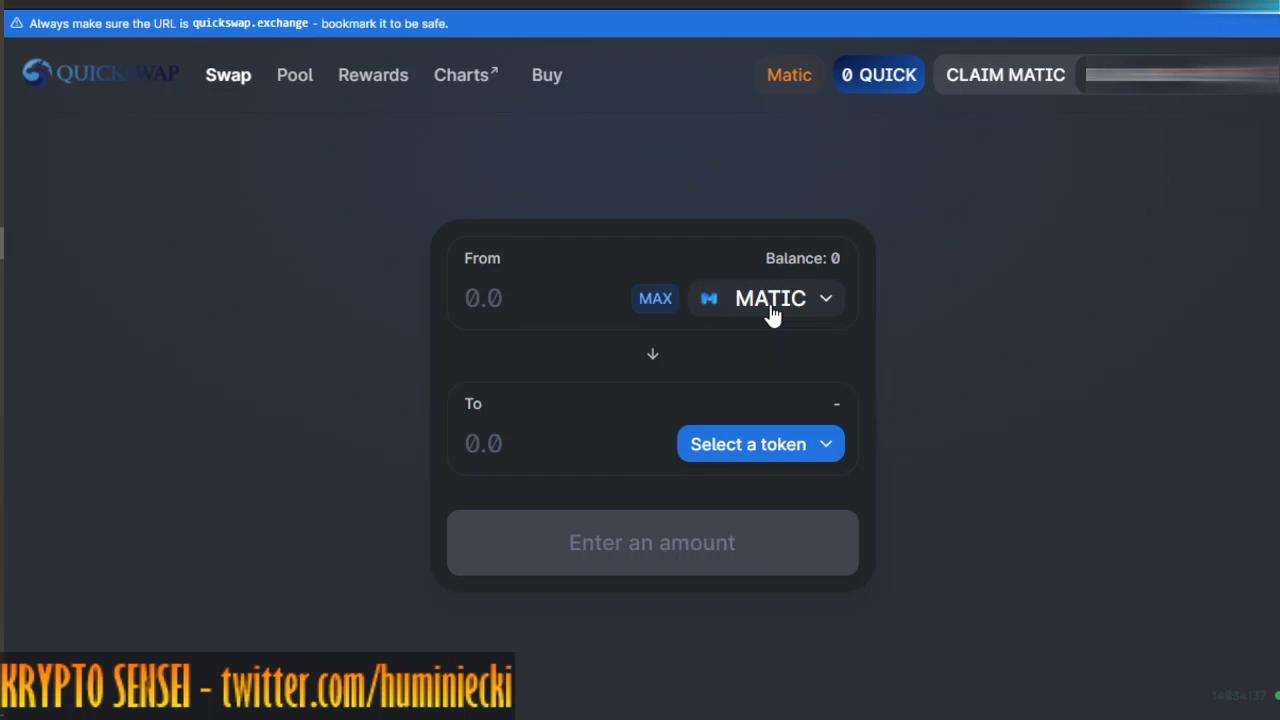 Always make sure the URL is quickswap.exchange - bookmark it to be safe.
QUICKSWAP Swap Pool Rewards Charts↗ Buy Matic 0 QUICK CLAIM MATIC
From Balance: 0
0.0 MAX MATIC
To -
0.0 Select a token
Enter an amount
KRYPTO SENSEI - twitter.com/huminiecki
14834137